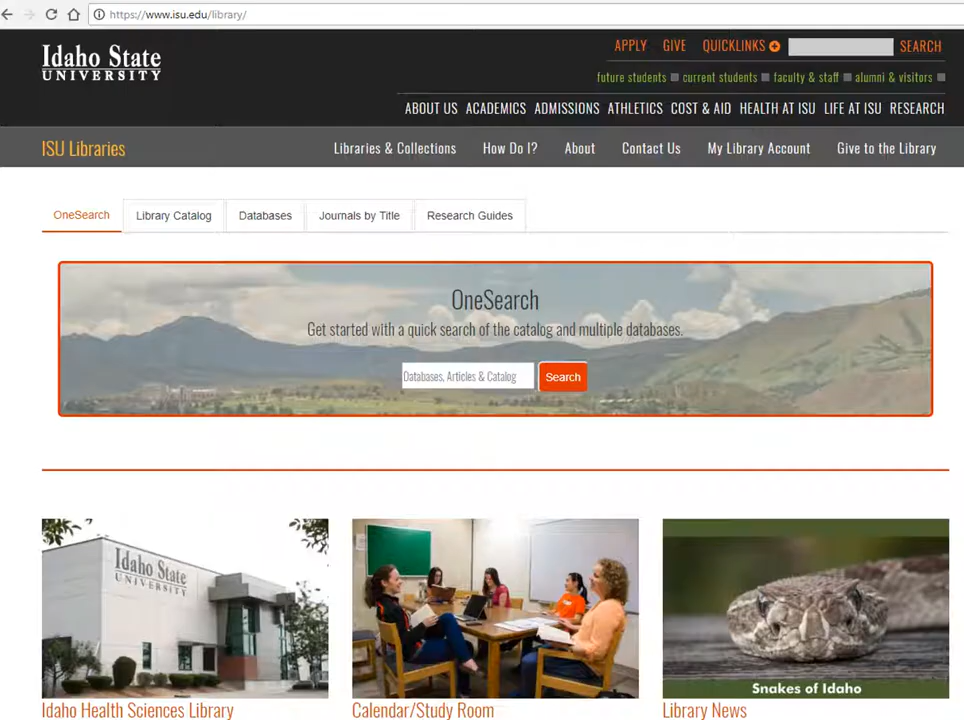 https://www.isu.edu/library/
Idaho State
UNIVERSITY
APPLY GIVE QUICKLINKS SEARCH
future students current students faculty & staff alumni & visitors
ABOUT US ACADEMICS ADMISSIONS ATHLETICS COST & AID HEALTH AT ISU LIFE AT ISU RESEARCH
ISU Libraries Libraries & Collections How Do I? About Contact Us My Library Account Give to the Library
OneSearch Library Catalog Databases Journals by Title Research Guides
OneSearch
Get started with a quick search of the catalog and multiple databases.
Databases, Articles & Catalog Search
Idaho State
UNIVERSITY
Snakes of Idaho
Idaho Health Sciences Library Calendar/Study Room Library News